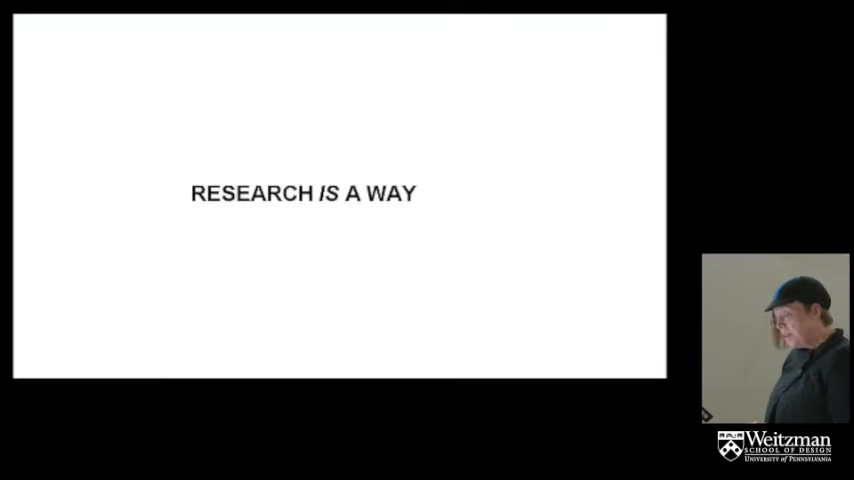 RESEARCH IS A WAY
Weitzman
SCHOOL OF DESIGN
UNIVERSITY of PENNSYLVANIA